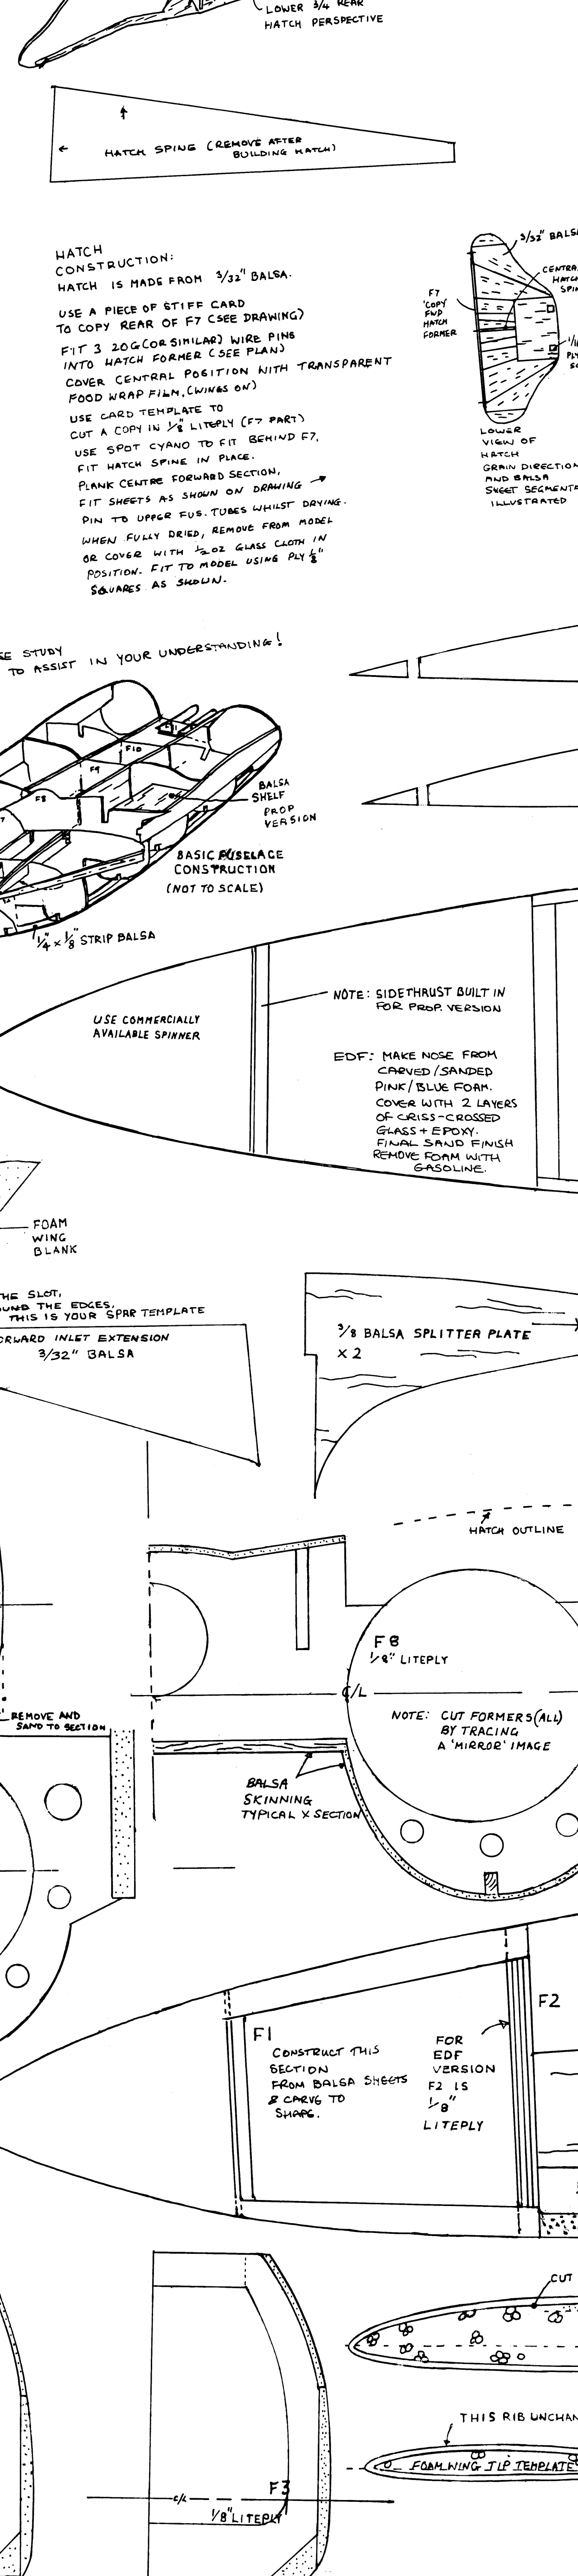 LOWER 3/4 REAR
HATCH PERSPECTIVE
HATCH SPINE (REMOVE AFTER
BUILDING HATCH)
HATCH
CONSTRUCTION:
HATCH IS MADE FROM 3/32" BALSA.
USE A PIECE OF STIFF CARD
TO COPY REAR OF F7 (SEE DRAWING)
FIT 3 20G (OR SIMILAR) WIRE PINS
INTO HATCH FORMER (SEE PLAN)
COVER CENTRAL POSITION WITH TRANSPARENT
FOOD WRAP FILM, (WINGS ON)
USE CARD TEMPLATE TO
CUT A COPY IN 1/8" LITEPLY (F7 PART)
USE SPOT CYANO TO FIT BEHIND F7.
FIT HATCH SPINE IN PLACE.
PLANK CENTRE FORWARD SECTION,
FIT SHEETS AS SHOWN ON DRAWING
PIN TO UPPER FUS. TUBES WHILST DRYING.
WHEN FULLY DRIED, REMOVE FROM MODEL
OR COVER WITH 1/2 OZ GLASS CLOTH IN
POSITION. FIT TO MODEL USING PLY 1/8"
SQUARES AS SHOWN.
3/32" BALSA
F7
'COPY'
FWD
HATCH
FORMER
LOWER
VIEW OF
HATCH
GRAIN DIRECTION
AND BALSA
SHEET SEGMENTS
ILLUSTRATED
STUDY
TO ASSIST IN YOUR UNDERSTANDING!
F10
F9
F8
BALSA
SHELF
PROP
VERSION
BASIC FUSELAGE
CONSTRUCTION
(NOT TO SCALE)
1/4" x 1/8" STRIP BALSA
USE COMMERCIALLY
AVAILABLE SPINNER
NOTE: SIDETHRUST BUILT IN
FOR PROP. VERSION
EDF: MAKE NOSE FROM
CARVED/SANDED
PINK/BLUE FOAM.
COVER WITH 2 LAYERS
OF CRISS-CROSSED
GLASS + EPOXY.
FINAL SAND FINISH
REMOVE FOAM WITH
GASOLINE.
FOAM
WING
BLANK
THE SLOT,
THE EDGES.
THIS IS YOUR SPAR TEMPLATE
FORWARD INLET EXTENSION
3/32" BALSA
3/8 BALSA SPLITTER PLATE
X 2
HATCH OUTLINE
F8
1/8" LITEPLY
C/L
REMOVE AND
SAND TO SECTION
NOTE: CUT FORMERS (ALL)
BY TRACING
A 'MIRROR' IMAGE
BALSA
SKINNING
TYPICAL X SECTION
F1
CONSTRUCT THIS
SECTION
FROM BALSA SHEETS
& CARVE TO
SHAPE.
FOR
EDF
VERSION
F2 IS
1/8"
LITEPLY
F2
CUT
THIS RIB
FOAM WING TIP TEMPLATE
F3
C/L
1/8" LITEPLY